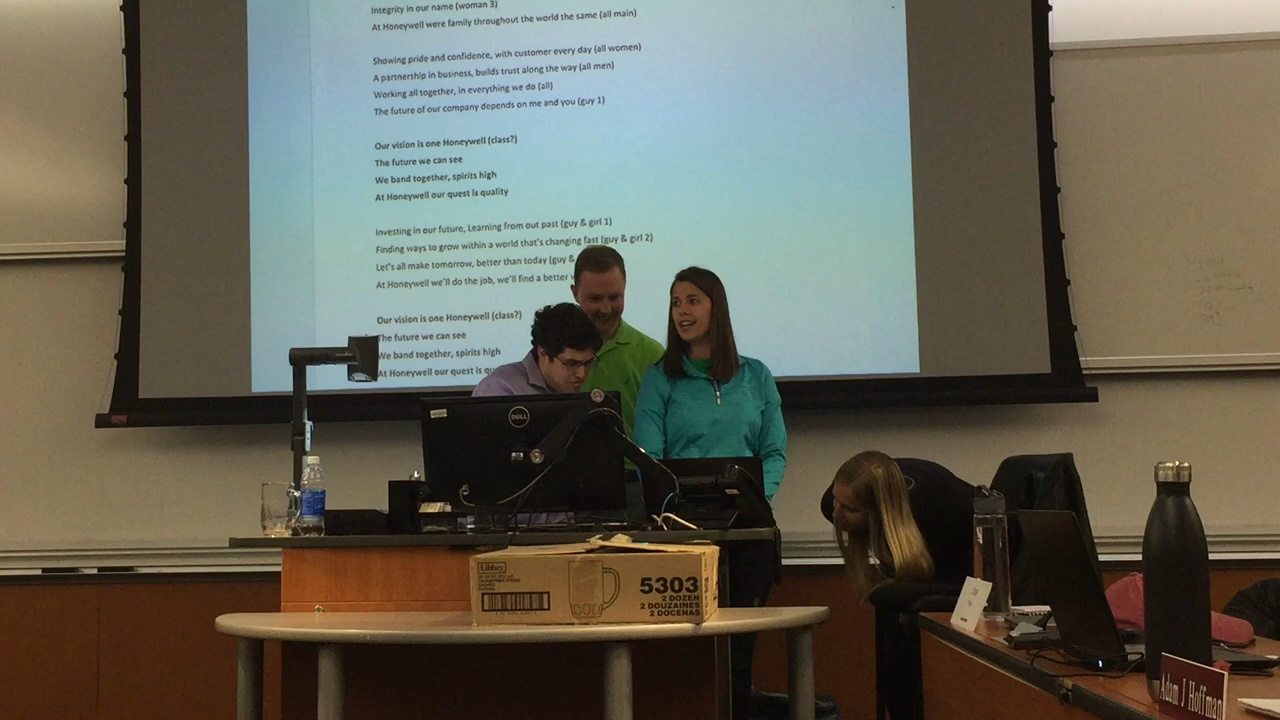 Integrity in our name (woman 3)
At Honeywell were family throughout the world the same (all main)
Showing pride and confidence, with customer every day (all women)
A partnership in business, builds trust along the way (all men)
Working all together, in everything we do (all)
The future of our company depends on me and you (guy 1)
Our vision is one Honeywell (class?)
The future we can see
We band together, spirits high
At Honeywell our quest is quality
Investing in our future, Learning from out past (guy & girl 1)
Finding ways to grow within a world that's changing fast (guy & girl 2)
Let's all make tomorrow, better than today (guy &
At Honeywell we'll do the job, we'll find a better
Our vision is one Honeywell (class?)
The future we can see
We band together, spirits high
At Honeywell our quest is qu
DELL
Libbey
5303
2 DOZEN
2 DOUZAINES
2 DOCENAS
Adam J Hoffman